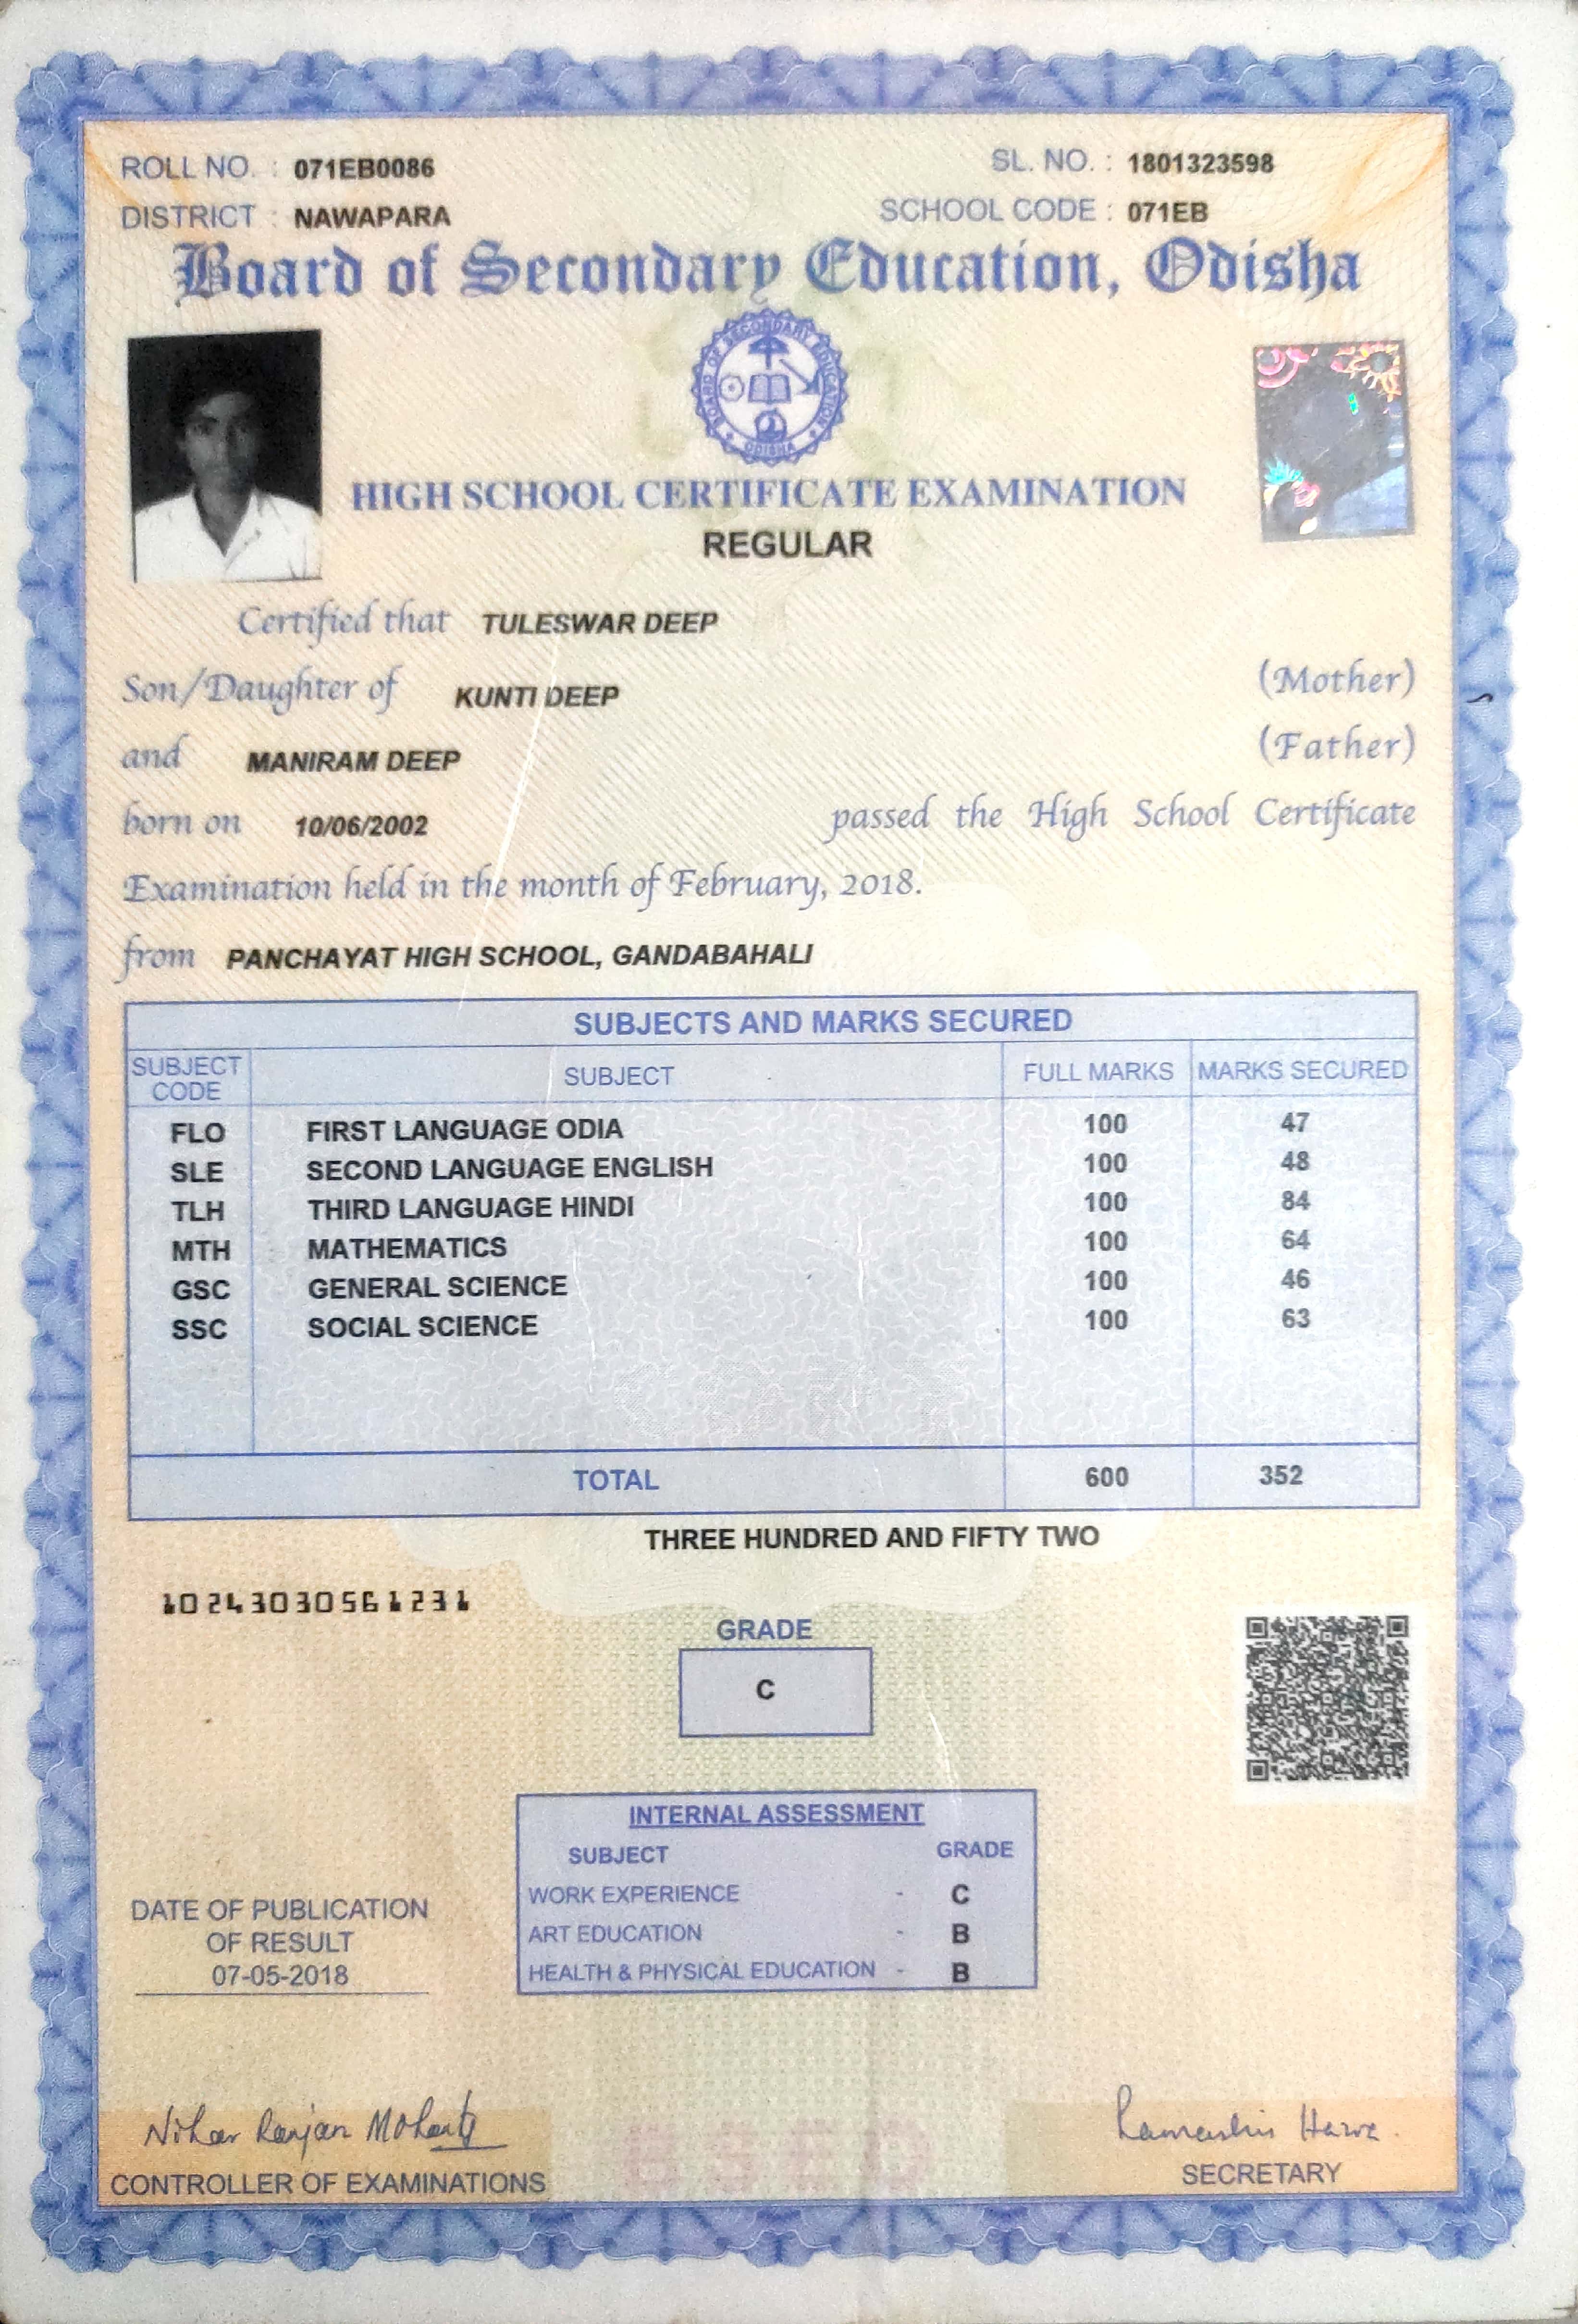 ROLL NO. : 071EB0086
SL. NO. : 1801323598
DISTRICT : NAWAPARA
SCHOOL CODE : 071EB
Board of Secondary Education, Odisha
BOARD OF SECONDARY EDUCATION, ODISHA
HIGH SCHOOL CERTIFICATE EXAMINATION
REGULAR
Certified that TULESWAR DEEP
Son/Daughter of KUNTI DEEP (Mother)
and MANIRAM DEEP (Father)
born on 10/06/2002 passed the High School Certificate
Examination held in the month of February, 2018.
from PANCHAYAT HIGH SCHOOL, GANDABAHALI
SUBJECTS AND MARKS SECURED
SUBJECT CODE SUBJECT FULL MARKS MARKS SECURED
FLO FIRST LANGUAGE ODIA 100 47
SLE SECOND LANGUAGE ENGLISH 100 48
TLH THIRD LANGUAGE HINDI 100 84
MTH MATHEMATICS 100 64
GSC GENERAL SCIENCE 100 46
SSC SOCIAL SCIENCE 100 63
TOTAL 600 352
THREE HUNDRED AND FIFTY TWO
10243030561231
GRADE
C
INTERNAL ASSESSMENT
SUBJECT GRADE
WORK EXPERIENCE - C
ART EDUCATION - B
HEALTH & PHYSICAL EDUCATION - B
DATE OF PUBLICATION
OF RESULT
07-05-2018
Nihar Ranjan Mohanty
CONTROLLER OF EXAMINATIONS
SECRETARY